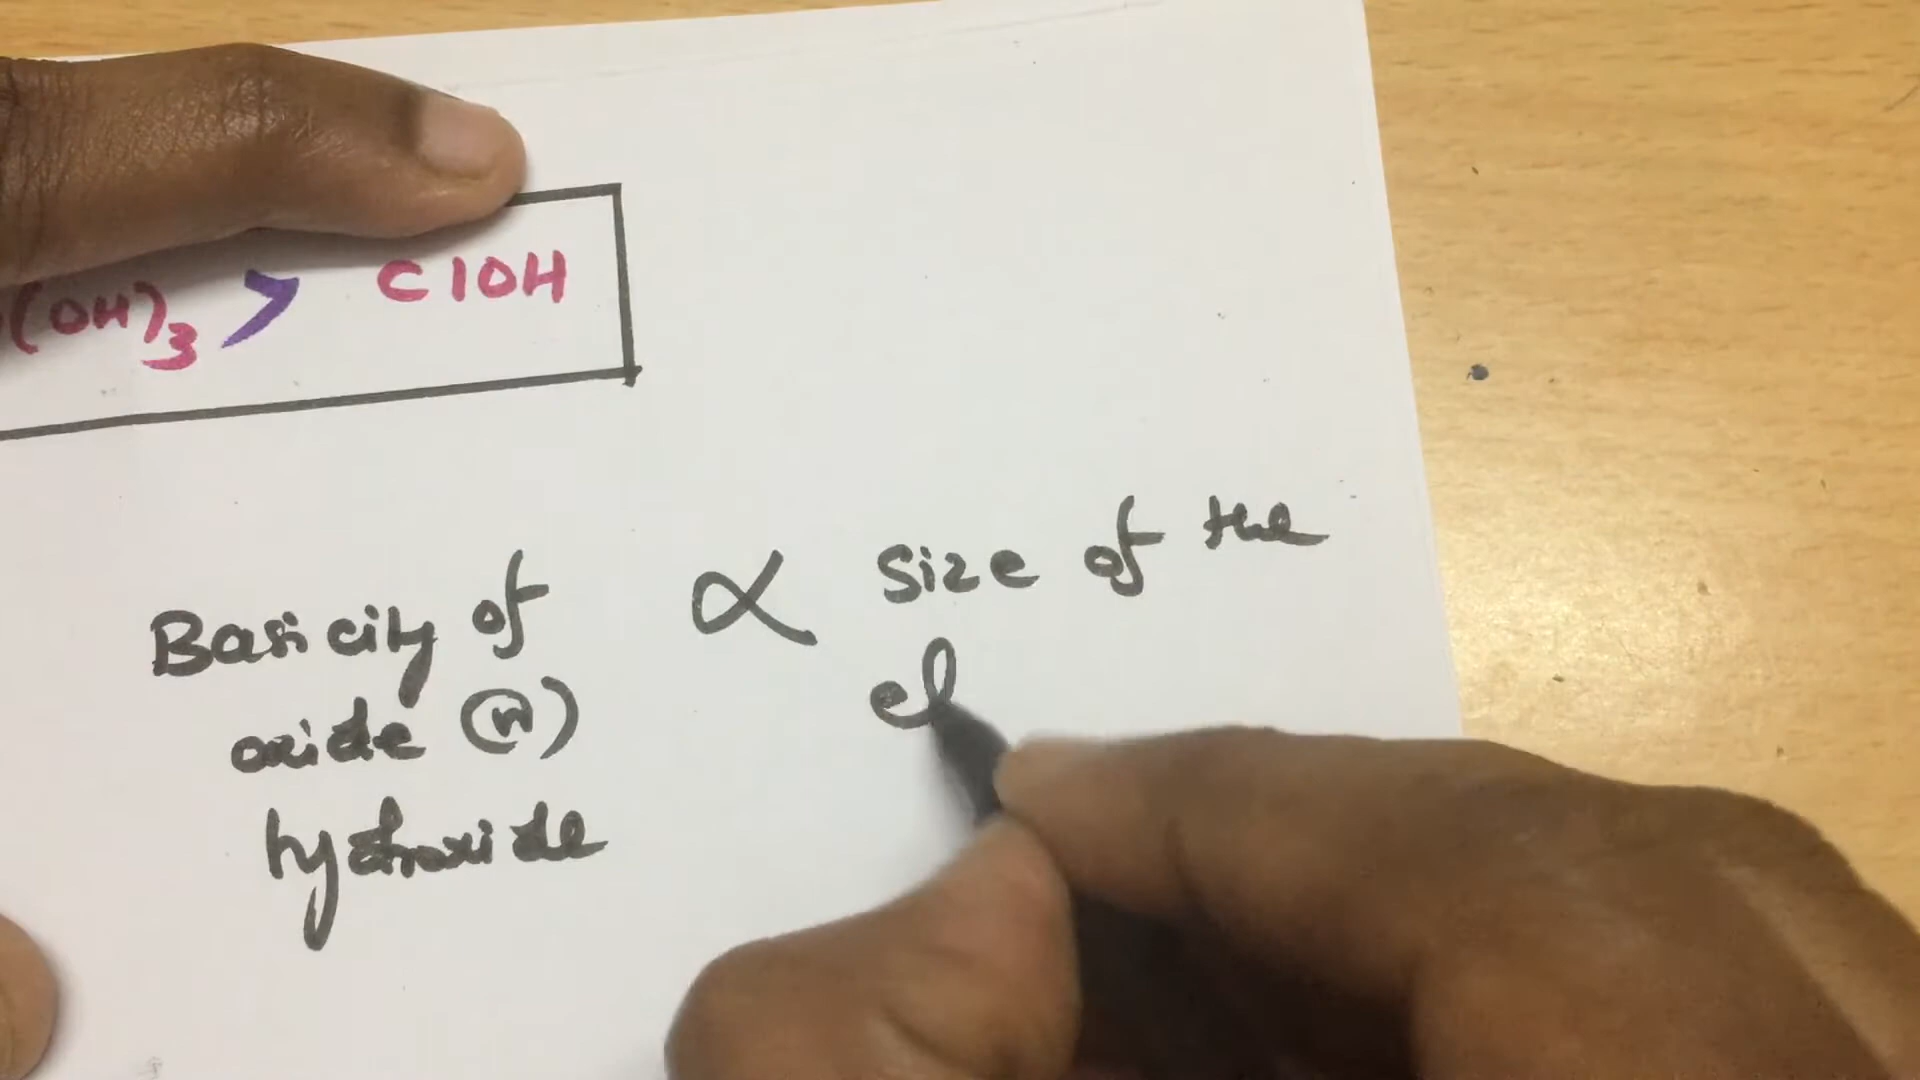 (OH)3 > ClOH
Basicity of ∝ Size of the
oxide (or) el
hydroxide